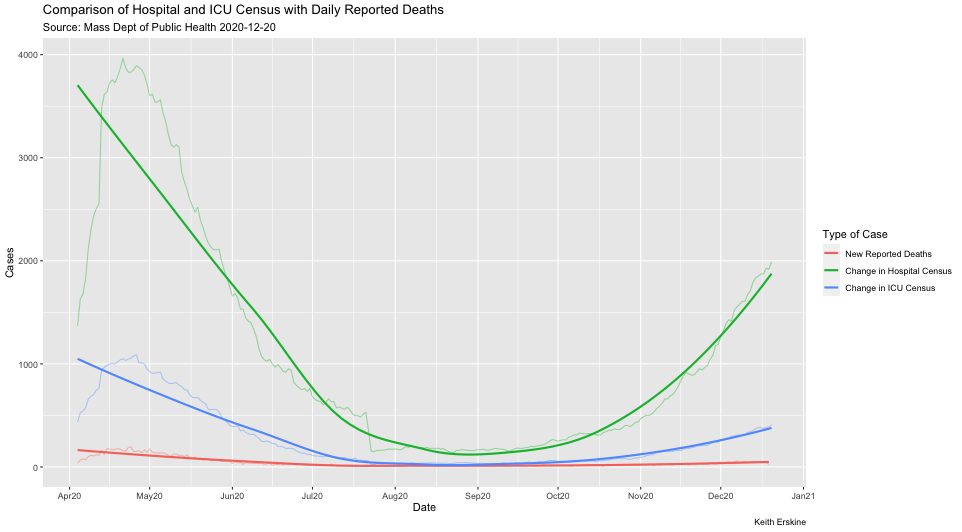 Comparison of Hospital and ICU Census with Daily Reported Deaths
Source: Mass Dept of Public Health 2020-12-20
Cases
4000
3000
2000
1000
0
Apr20 May20 Jun20 Jul20 Aug20 Sep20 Oct20 Nov20 Dec20 Jan21
Date
Type of Case
New Reported Deaths
Change in Hospital Census
Change in ICU Census
Keith Erskine